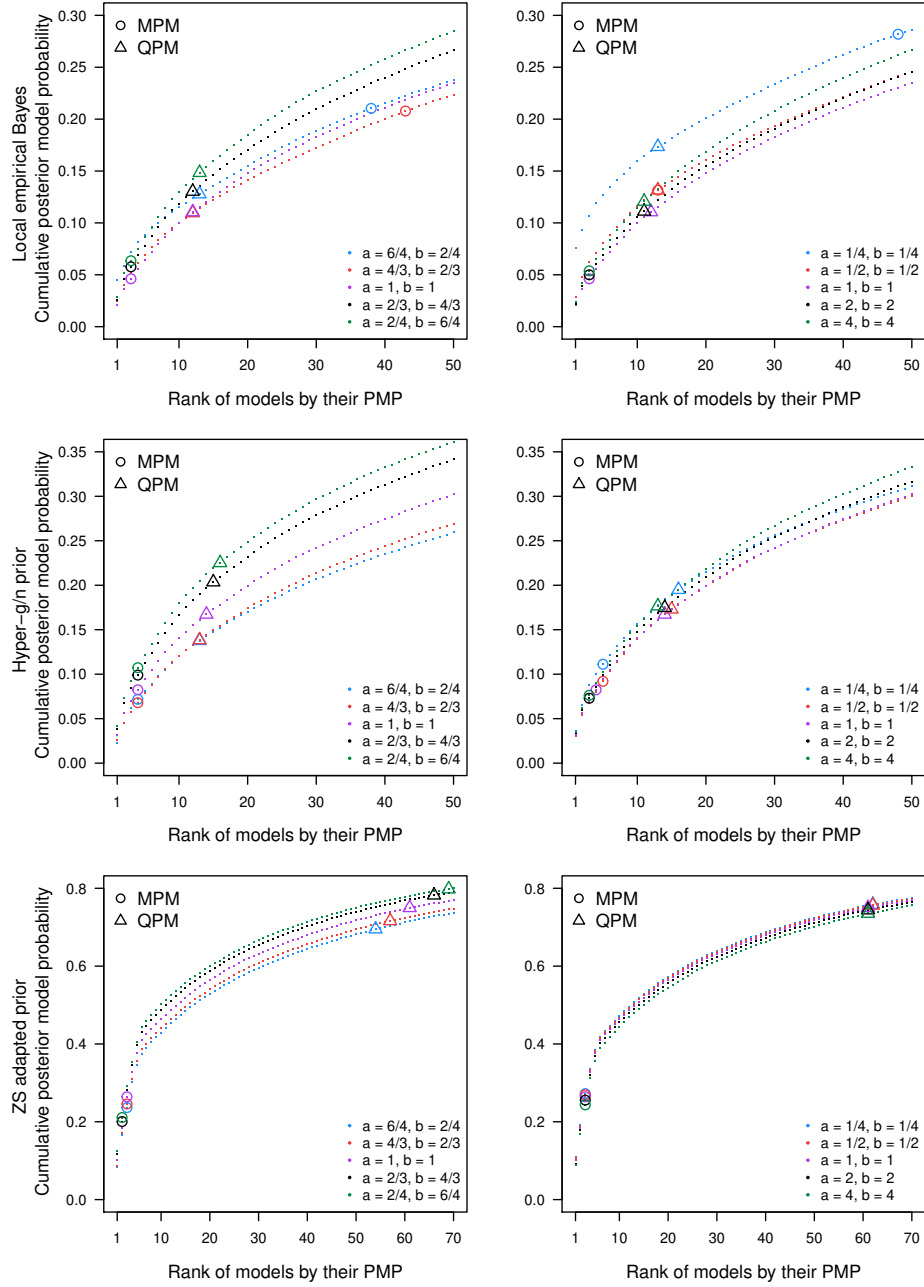 Local empirical Bayes
Cumulative posterior model probability
0.30
0.25
0.20
0.15
0.10
0.05
0.00
MPM
QPM
a = 6/4, b = 2/4
a = 4/3, b = 2/3
a = 1, b = 1
a = 2/3, b = 4/3
a = 2/4, b = 6/4
1 10 20 30 40 50
Rank of models by their PMP
0.30
0.25
0.20
0.15
0.10
0.05
0.00
MPM
QPM
a = 1/4, b = 1/4
a = 1/2, b = 1/2
a = 1, b = 1
a = 2, b = 2
a = 4, b = 4
1 10 20 30 40 50
Rank of models by their PMP
Hyper-g/n prior
Cumulative posterior model probability
0.35
0.30
0.25
0.20
0.15
0.10
0.05
0.00
MPM
QPM
a = 6/4, b = 2/4
a = 4/3, b = 2/3
a = 1, b = 1
a = 2/3, b = 4/3
a = 2/4, b = 6/4
1 10 20 30 40 50
Rank of models by their PMP
0.35
0.30
0.25
0.20
0.15
0.10
0.05
0.00
MPM
QPM
a = 1/4, b = 1/4
a = 1/2, b = 1/2
a = 1, b = 1
a = 2, b = 2
a = 4, b = 4
1 10 20 30 40 50
Rank of models by their PMP
ZS adapted prior
Cumulative posterior model probability
0.8
0.6
0.4
0.2
0.0
MPM
QPM
a = 6/4, b = 2/4
a = 4/3, b = 2/3
a = 1, b = 1
a = 2/3, b = 4/3
a = 2/4, b = 6/4
1 10 20 30 40 50 60 70
Rank of models by their PMP
0.8
0.6
0.4
0.2
0.0
MPM
QPM
a = 1/4, b = 1/4
a = 1/2, b = 1/2
a = 1, b = 1
a = 2, b = 2
a = 4, b = 4
1 10 20 30 40 50 60 70
Rank of models by their PMP